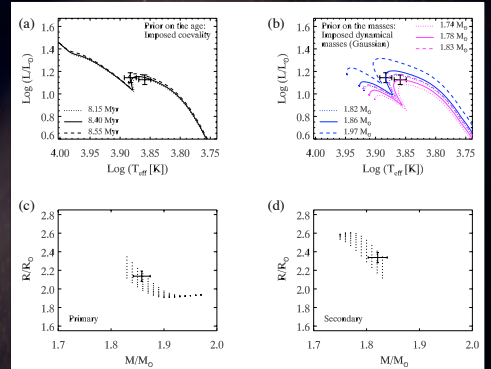 (a)
Prior on the age:
Imposed coevality
8.15 Myr
8.40 Myr
8.55 Myr
Log (L/L⊙)
1.6
1.4
1.2
1.0
0.8
0.6
4.00 3.95 3.90 3.85 3.80 3.75
Log (Teff [K])
(b)
Prior on the masses:
Imposed dynamical
masses (Gaussian)
1.74 M⊙
1.78 M⊙
1.83 M⊙
1.82 M⊙
1.86 M⊙
1.97 M⊙
Log (L/L⊙)
1.6
1.4
1.2
1.0
0.8
0.6
4.00 3.95 3.90 3.85 3.80 3.75
Log (Teff [K])
(c)
R/R⊙
2.8
2.6
2.4
2.2
2.0
1.8
1.6
Primary
1.7 1.8 1.9 2.0
M/M⊙
(d)
R/R⊙
2.8
2.6
2.4
2.2
2.0
1.8
1.6
Secondary
1.7 1.8 1.9 2.0
M/M⊙